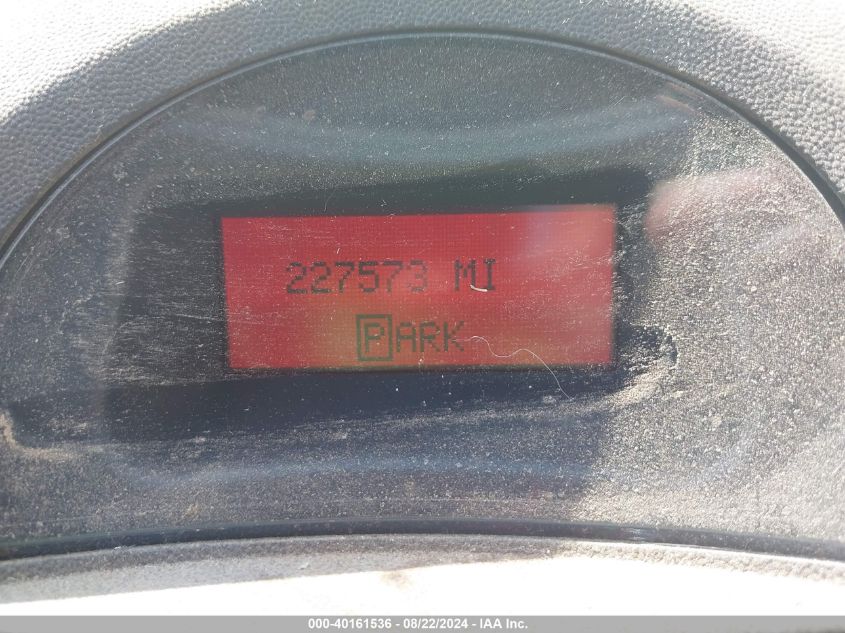 227573 MI
PARK
000-40161536 - 08/22/2024 - IAA Inc.